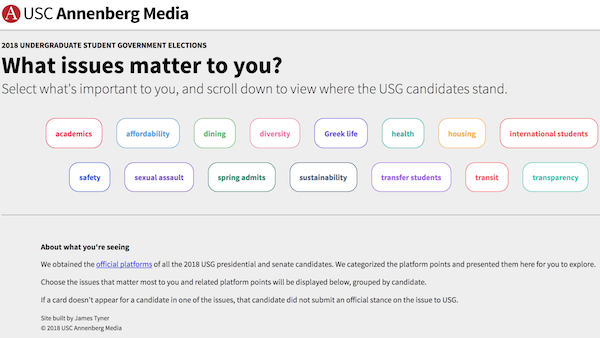 A USC Annenberg Media
2018 UNDERGRADUATE STUDENT GOVERNMENT ELECTIONS
What issues matter to you?
Select what's important to you, and scroll down to view where the USG candidates stand.
academics affordability dining diversity Greek life health housing international students
safety sexual assault spring admits sustainability transfer students transit transparency
About what you're seeing
We obtained the official platforms of all the 2018 USG presidential and senate candidates. We categorized the platform points and presented them here for you to explore.
Choose the issues that matter most to you and related platform points will be displayed below, grouped by candidate.
If a card doesn't appear for a candidate in one of the issues, that candidate did not submit an official stance on the issue to USG.
Site built by James Tyner
© 2018 USC Annenberg Media